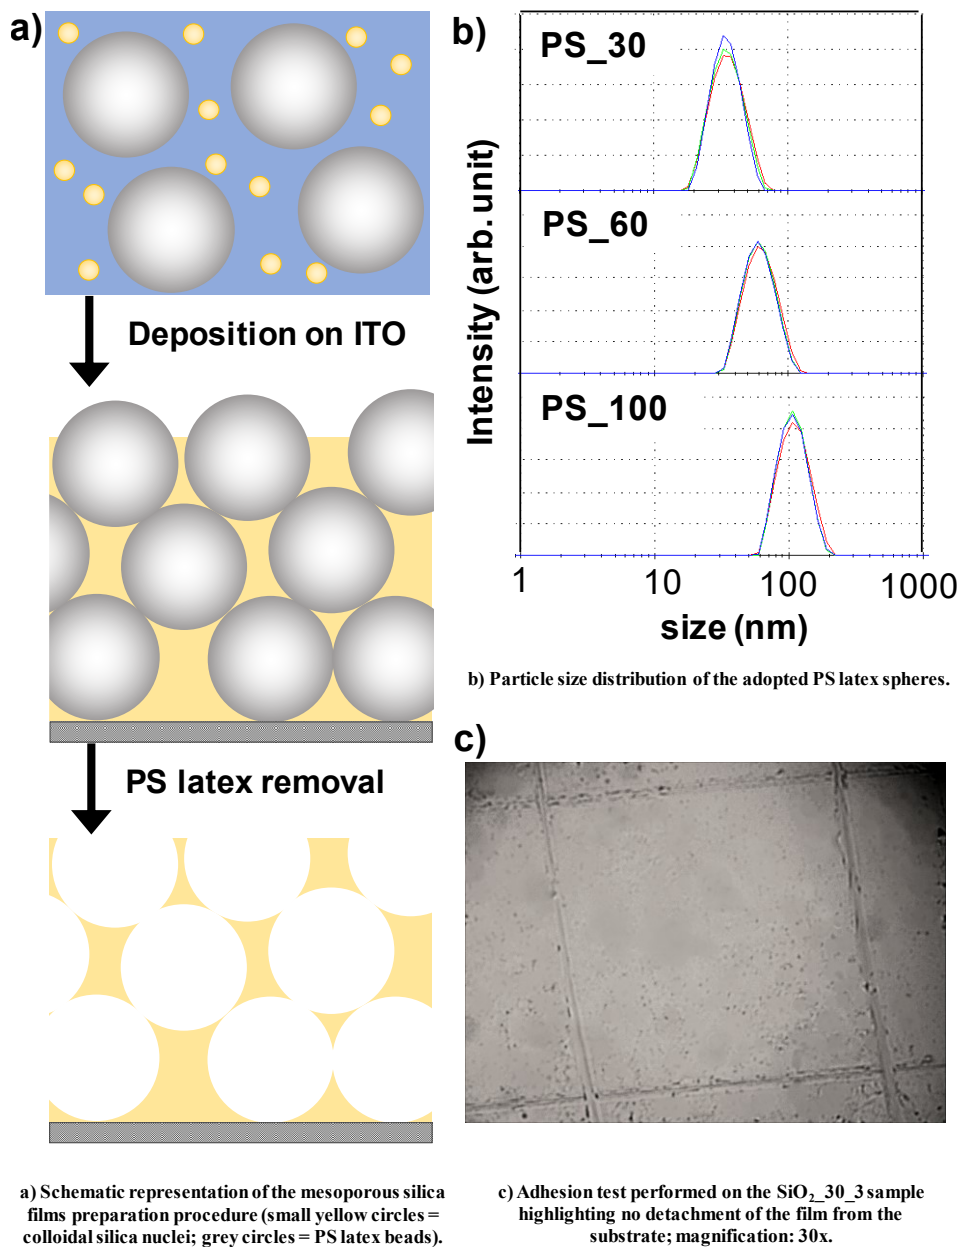 a)
Deposition on ITO
PS latex removal
a) Schematic representation of the mesoporous silica
films preparation procedure (small yellow circles =
colloidal silica nuclei; grey circles = PS latex beads).
b)
PS_30
PS_60
PS_100
Intensity (arb. unit)
1 10 100 1000
size (nm)
b) Particle size distribution of the adopted PS latex spheres.
c)
c) Adhesion test performed on the SiO₂_30_3 sample
highlighting no detachment of the film from the
substrate; magnification: 30x.